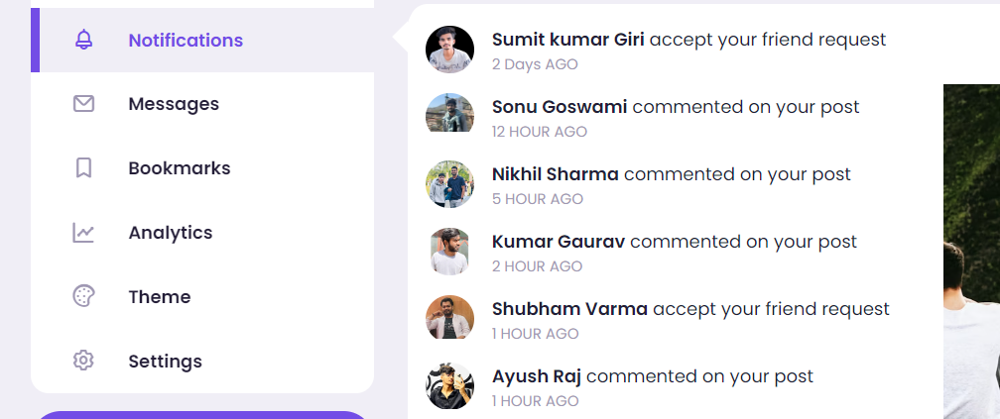 Notifications
Messages
Bookmarks
Analytics
Theme
Settings
Sumit kumar Giri accept your friend request
2 Days AGO
Sonu Goswami commented on your post
12 HOUR AGO
Nikhil Sharma commented on your post
5 HOUR AGO
Kumar Gaurav commented on your post
2 HOUR AGO
Shubham Varma accept your friend request
1 HOUR AGO
Ayush Raj commented on your post
1 HOUR AGO